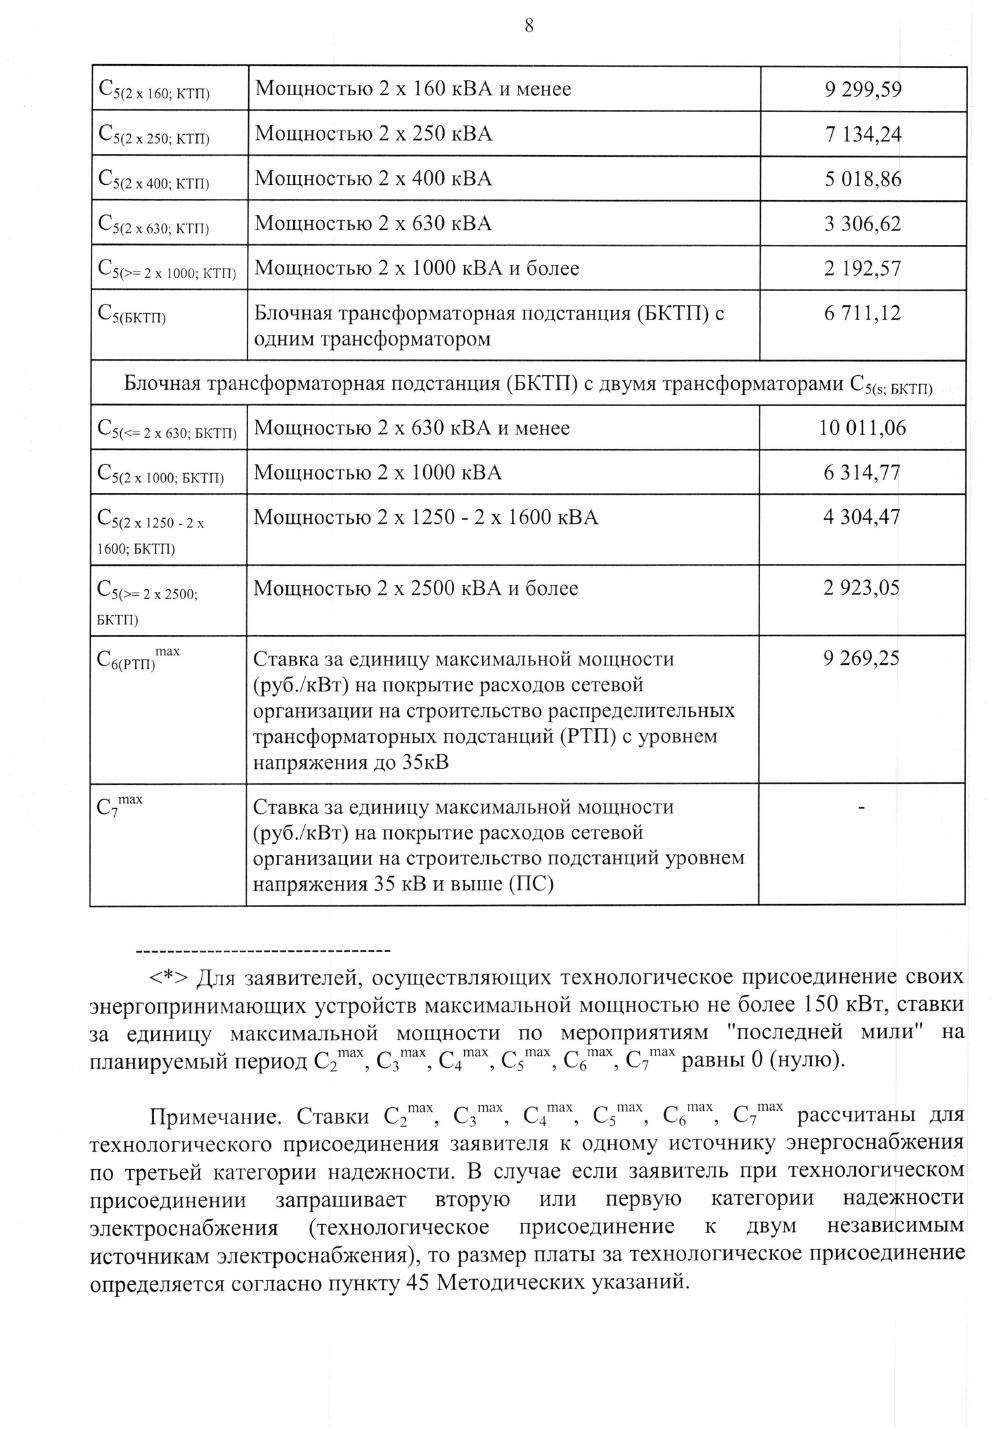 8
C5(2 x 160; КТП) Мощностью 2 x 160 кВА и менее 9 299,59
C5(2 x 250; КТП) Мощностью 2 x 250 кВА 7 134,24
C5(2 x 400; КТП) Мощностью 2 x 400 кВА 5 018,86
C5(2 x 630; КТП) Мощностью 2 x 630 кВА 3 306,62
C5(>= 2 x 1000; КТП) Мощностью 2 x 1000 кВА и более 2 192,57
C5(БКТП) Блочная трансформаторная подстанция (БКТП) с 6 711,12
одним трансформатором
Блочная трансформаторная подстанция (БКТП) с двумя трансформаторами C5(s; БКТП)
C5(<= 2 x 630; БКТП) Мощностью 2 x 630 кВА и менее 10 011,06
C5(2 x 1000; БКТП) Мощностью 2 x 1000 кВА 6 314,77
C5(2 x 1250 - 2 x Мощностью 2 x 1250 - 2 x 1600 кВА 4 304,47
1600; БКТП)
C5(>= 2 x 2500; Мощностью 2 x 2500 кВА и более 2 923,05
БКТП)
C6(РТП)max Ставка за единицу максимальной мощности 9 269,25
(руб./кВт) на покрытие расходов сетевой
организации на строительство распределительных
трансформаторных подстанций (РТП) с уровнем
напряжения до 35кВ
C7max Ставка за единицу максимальной мощности -
(руб./кВт) на покрытие расходов сетевой
организации на строительство подстанций уровнем
напряжения 35 кВ и выше (ПС)
--------------------------------
<*> Для заявителей, осуществляющих технологическое присоединение своих
энергопринимающих устройств максимальной мощностью не более 150 кВт, ставки
за единицу максимальной мощности по мероприятиям "последней мили" на
планируемый период C2max, C3max, C4max, C5max, C6max, C7max равны 0 (нулю).
Примечание. Ставки C2max, C3max, C4max, C5max, C6max, C7max рассчитаны для
технологического присоединения заявителя к одному источнику энергоснабжения
по третьей категории надежности. В случае если заявитель при технологическом
присоединении запрашивает вторую или первую категории надежности
электроснабжения (технологическое присоединение к двум независимым
источникам электроснабжения), то размер платы за технологическое присоединение
определяется согласно пункту 45 Методических указаний.